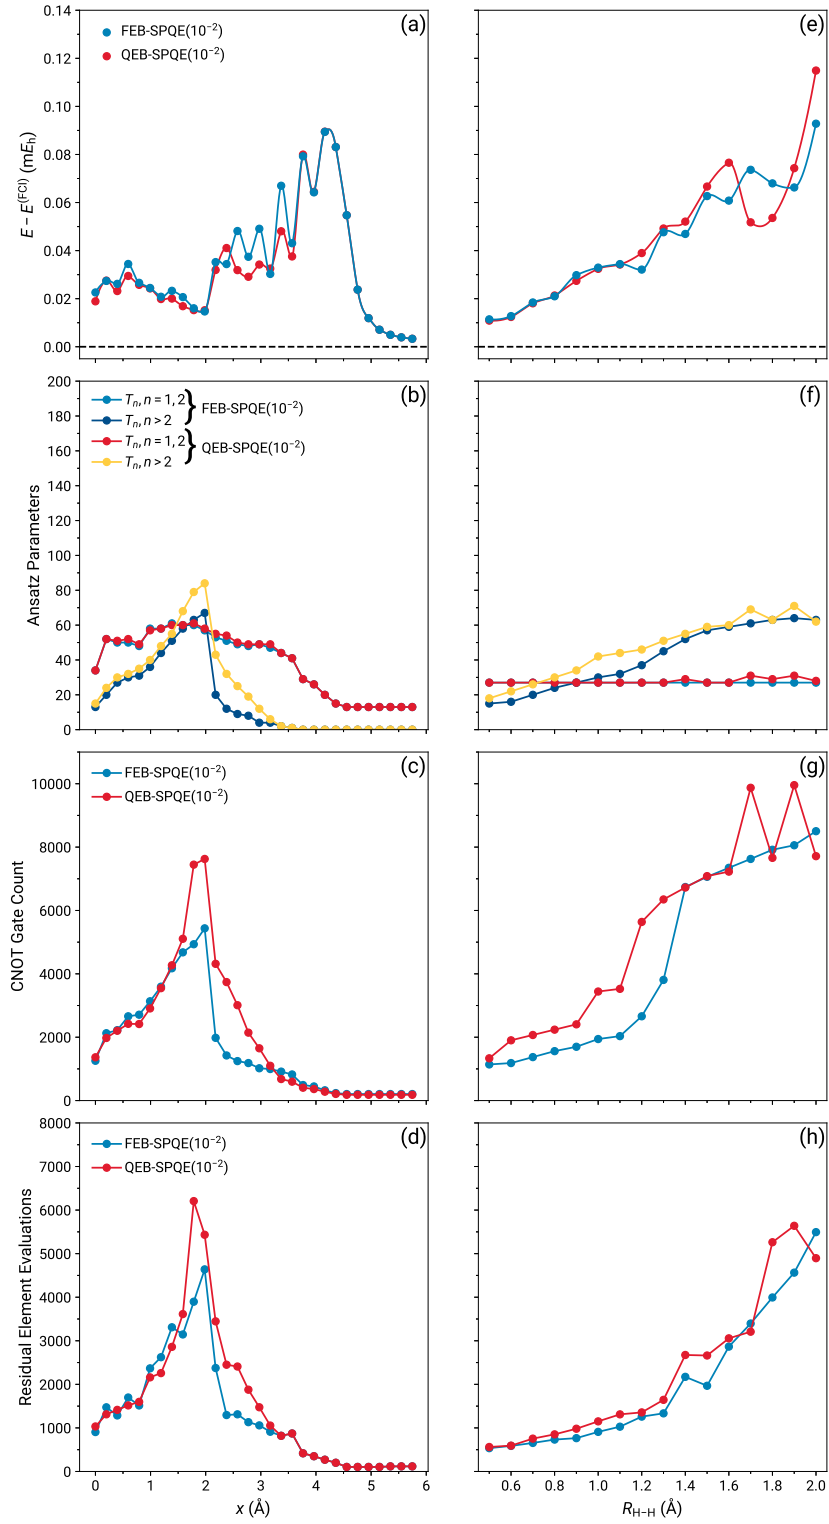 0.14
0.12
0.10
0.08
0.06
0.04
0.02
0.00
E − E^(FCI) (mE_h)
FEB-SPQE(10⁻²)
QEB-SPQE(10⁻²)
(a)
(e)
200
180
160
140
120
100
80
60
40
20
0
Ansatz Parameters
Tₙ, n = 1, 2
Tₙ, n > 2
FEB-SPQE(10⁻²)
Tₙ, n = 1, 2
Tₙ, n > 2
QEB-SPQE(10⁻²)
(b)
(f)
10000
8000
6000
4000
2000
0
CNOT Gate Count
FEB-SPQE(10⁻²)
QEB-SPQE(10⁻²)
(c)
(g)
8000
7000
6000
5000
4000
3000
2000
1000
0
Residual Element Evaluations
FEB-SPQE(10⁻²)
QEB-SPQE(10⁻²)
(d)
(h)
0 1 2 3 4 5 6
x (Å)
0.6 0.8 1.0 1.2 1.4 1.6 1.8 2.0
R_H–H (Å)